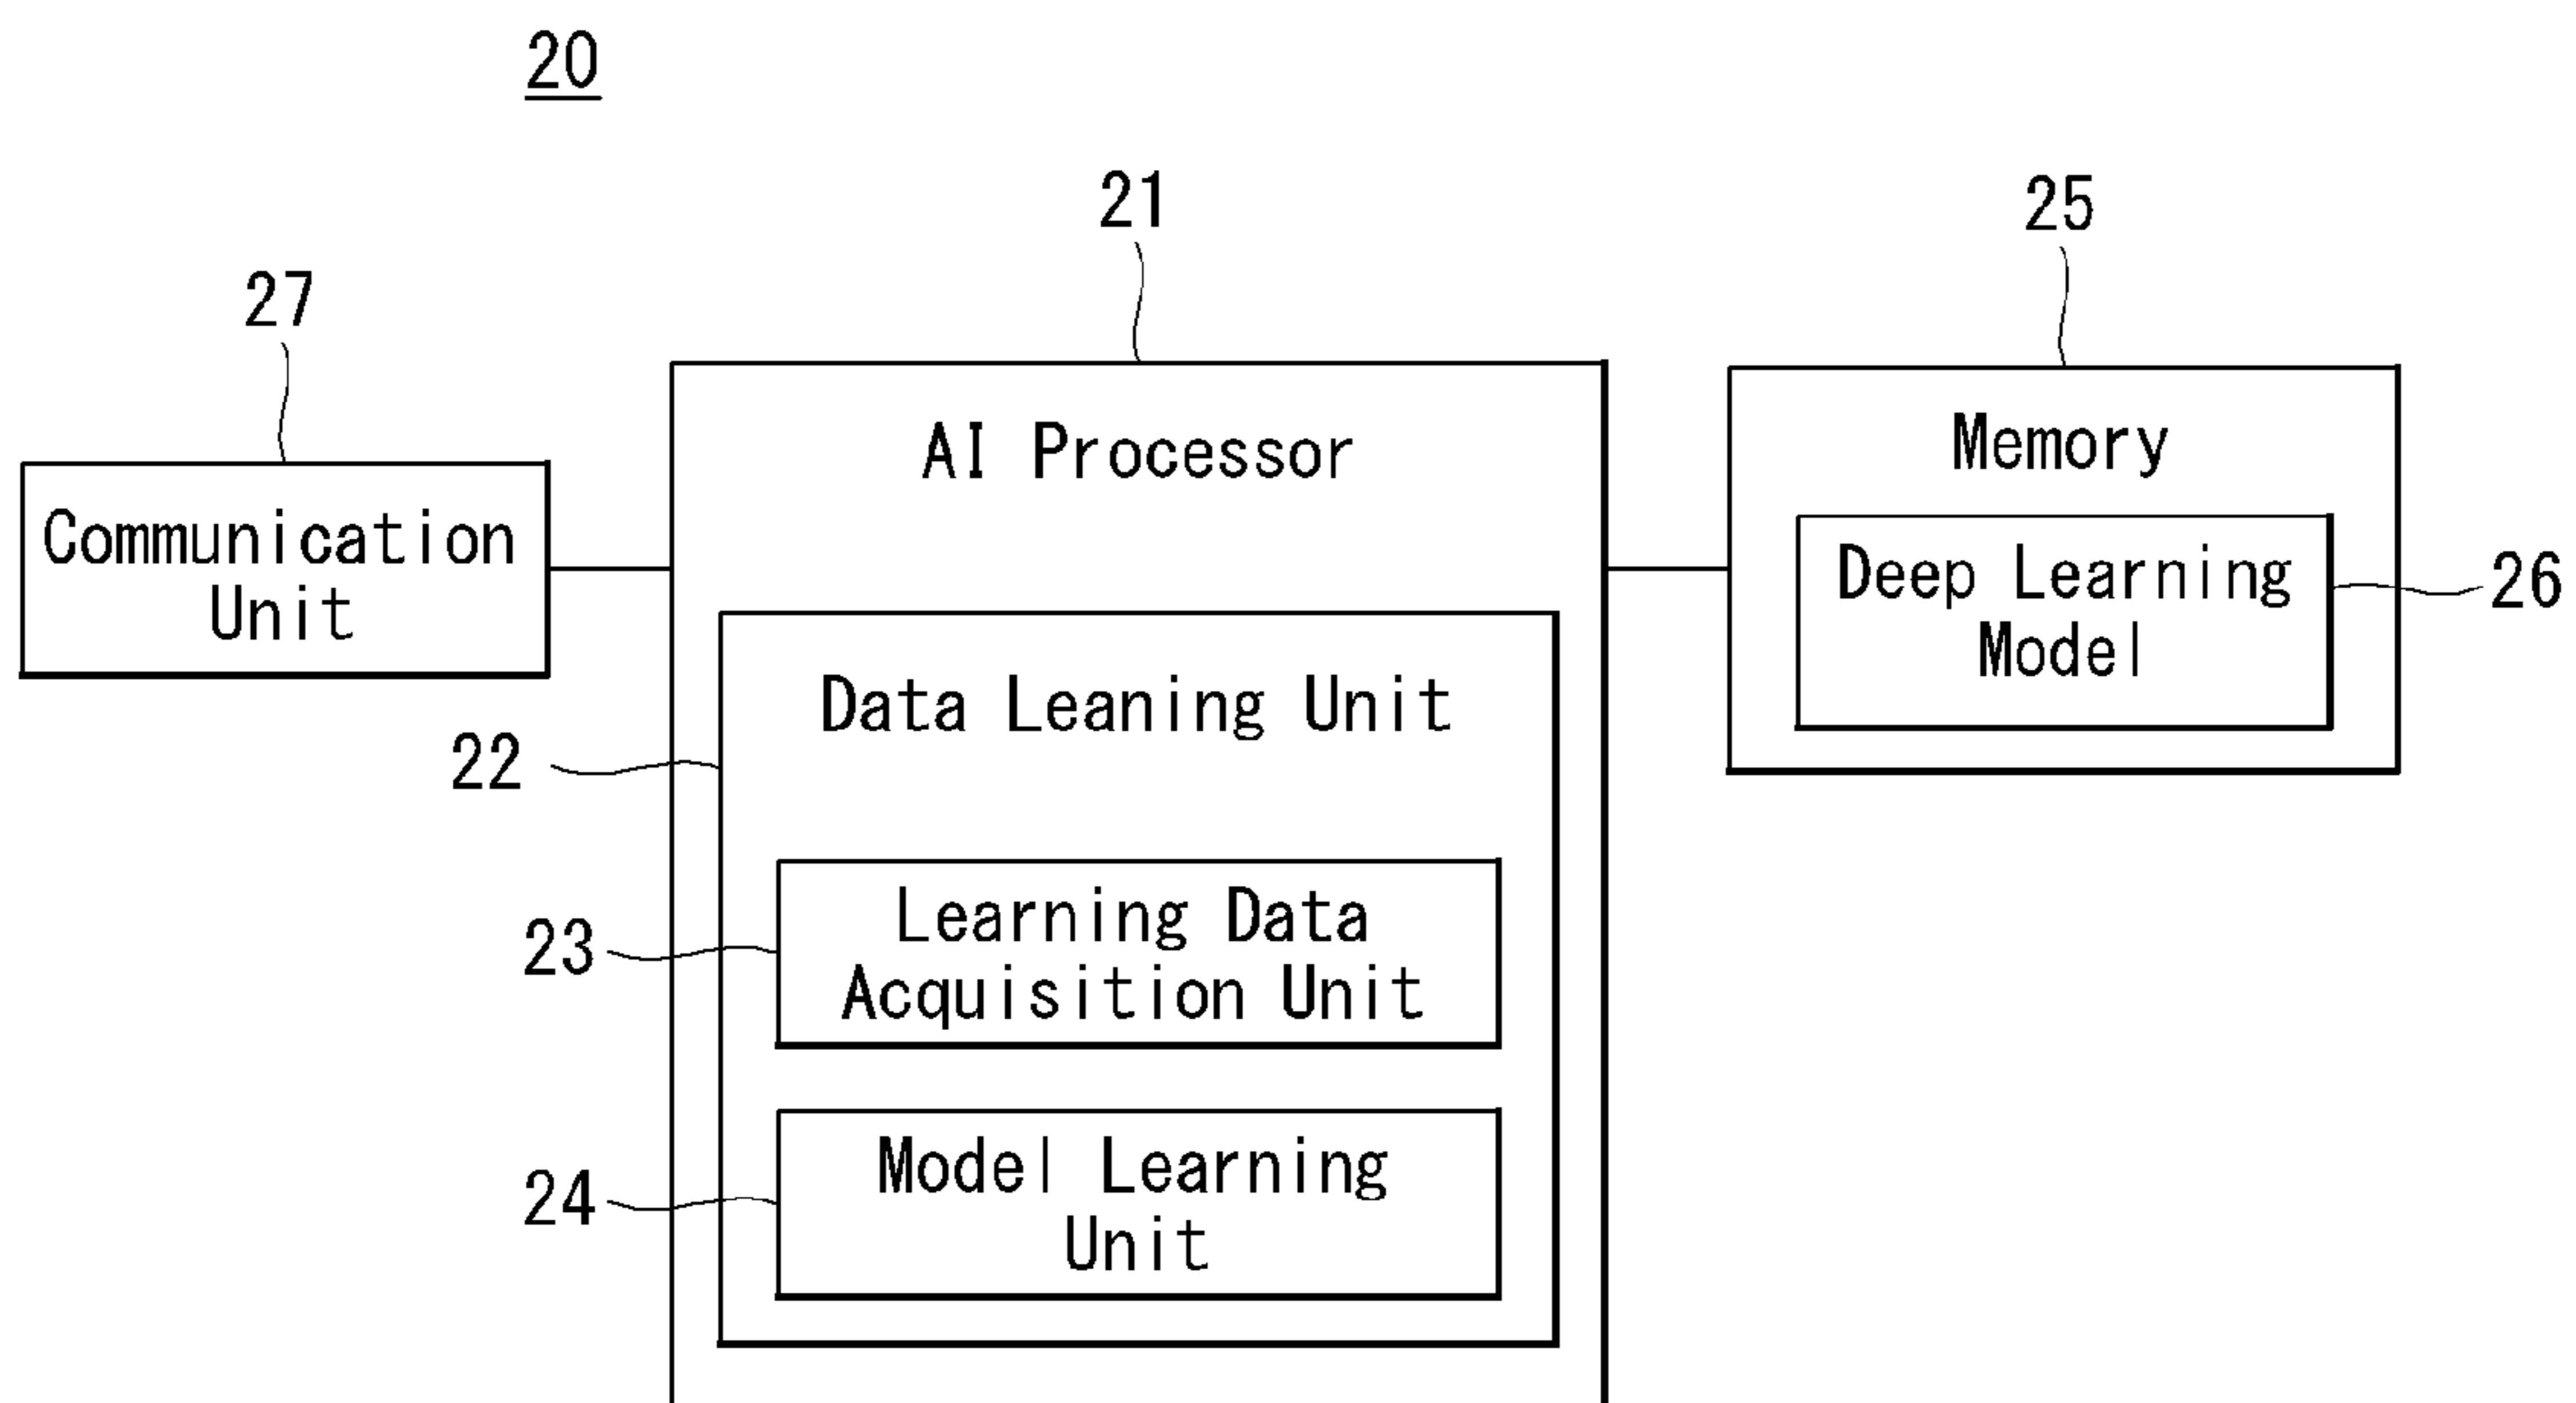 20
21
25
27
AI Processor
Memory
Communication
Unit
Deep Learning
Model
26
Data Leaning Unit
22
Learning Data
Acquisition Unit
23
Model Learning
Unit
24